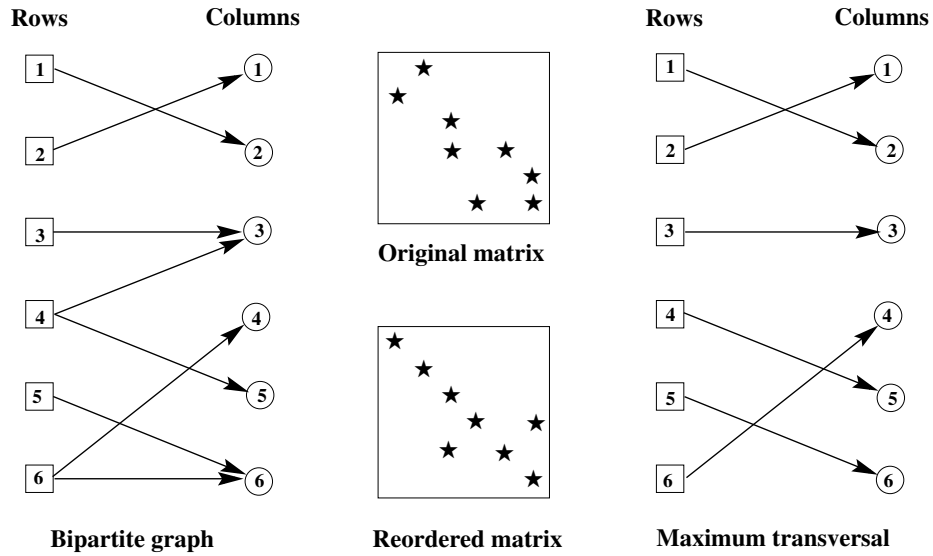 Rows Columns
1 1
2 2
3 3
4 4
5 5
6 6
Bipartite graph
Original matrix
Reordered matrix
Rows Columns
1 1
2 2
3 3
4 4
5 5
6 6
Maximum transversal